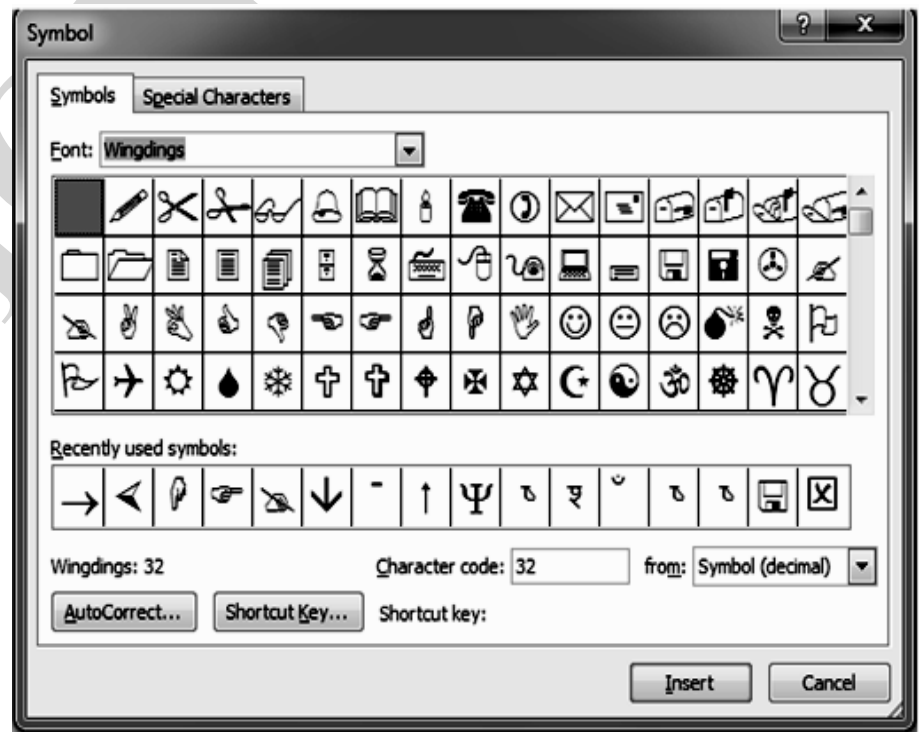 Symbol
Symbols Special Characters
Font: Wingdings
Recently used symbols:
Wingdings: 32 Character code: 32 from: Symbol (decimal)
AutoCorrect... Shortcut Key... Shortcut key:
Insert Cancel